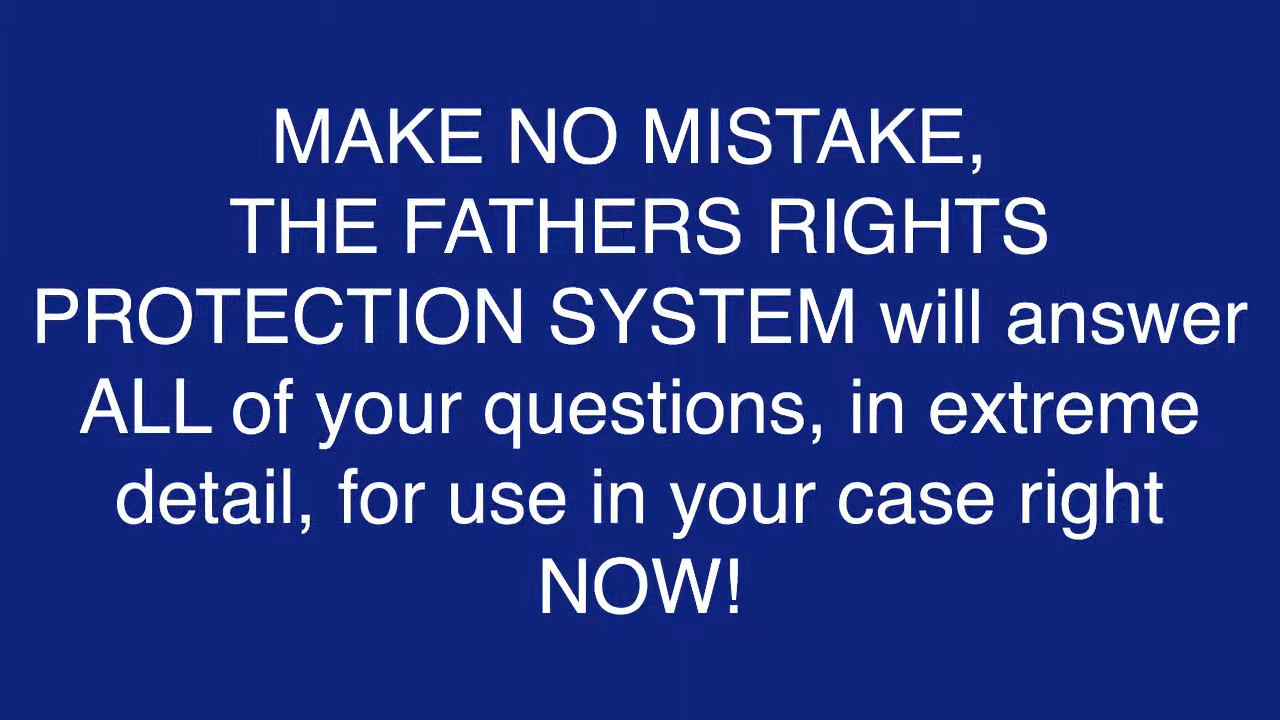 MAKE NO MISTAKE,
THE FATHERS RIGHTS
PROTECTION SYSTEM will answer
ALL of your questions, in extreme
detail, for use in your case right
NOW!